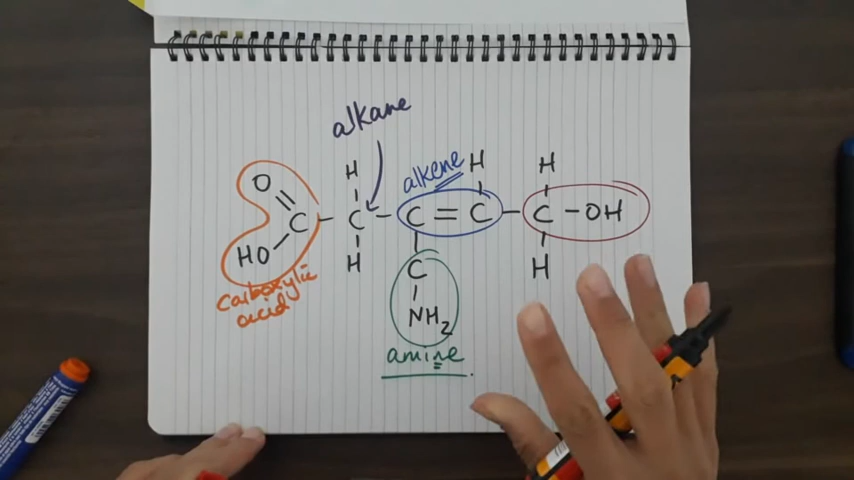 alkane
H alkene H H
O
C - C - C = C - C - OH
HO
H C H
NH2
carboxylic
acid
amine